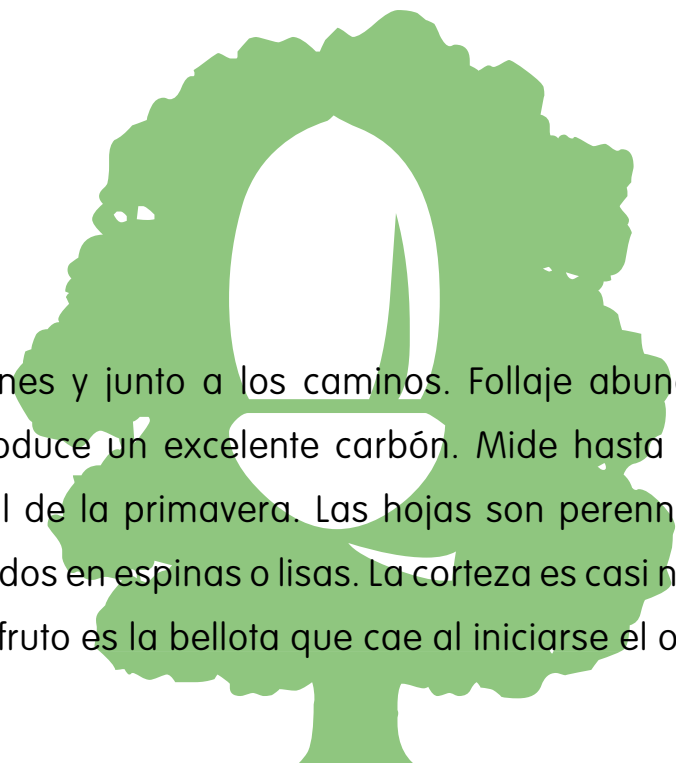 nes y junto a los caminos. Follaje abun
oduce un excelente carbón. Mide hasta
l de la primavera. Las hojas son perenn
dos en espinas o lisas. La corteza es casi n
fruto es la bellota que cae al iniciarse el o